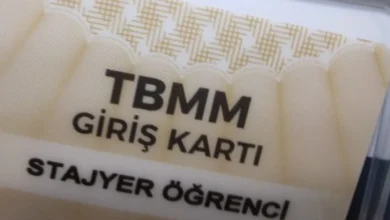 TBMM
GİRİŞ KARTI
STAJYER ÖĞRENCİ